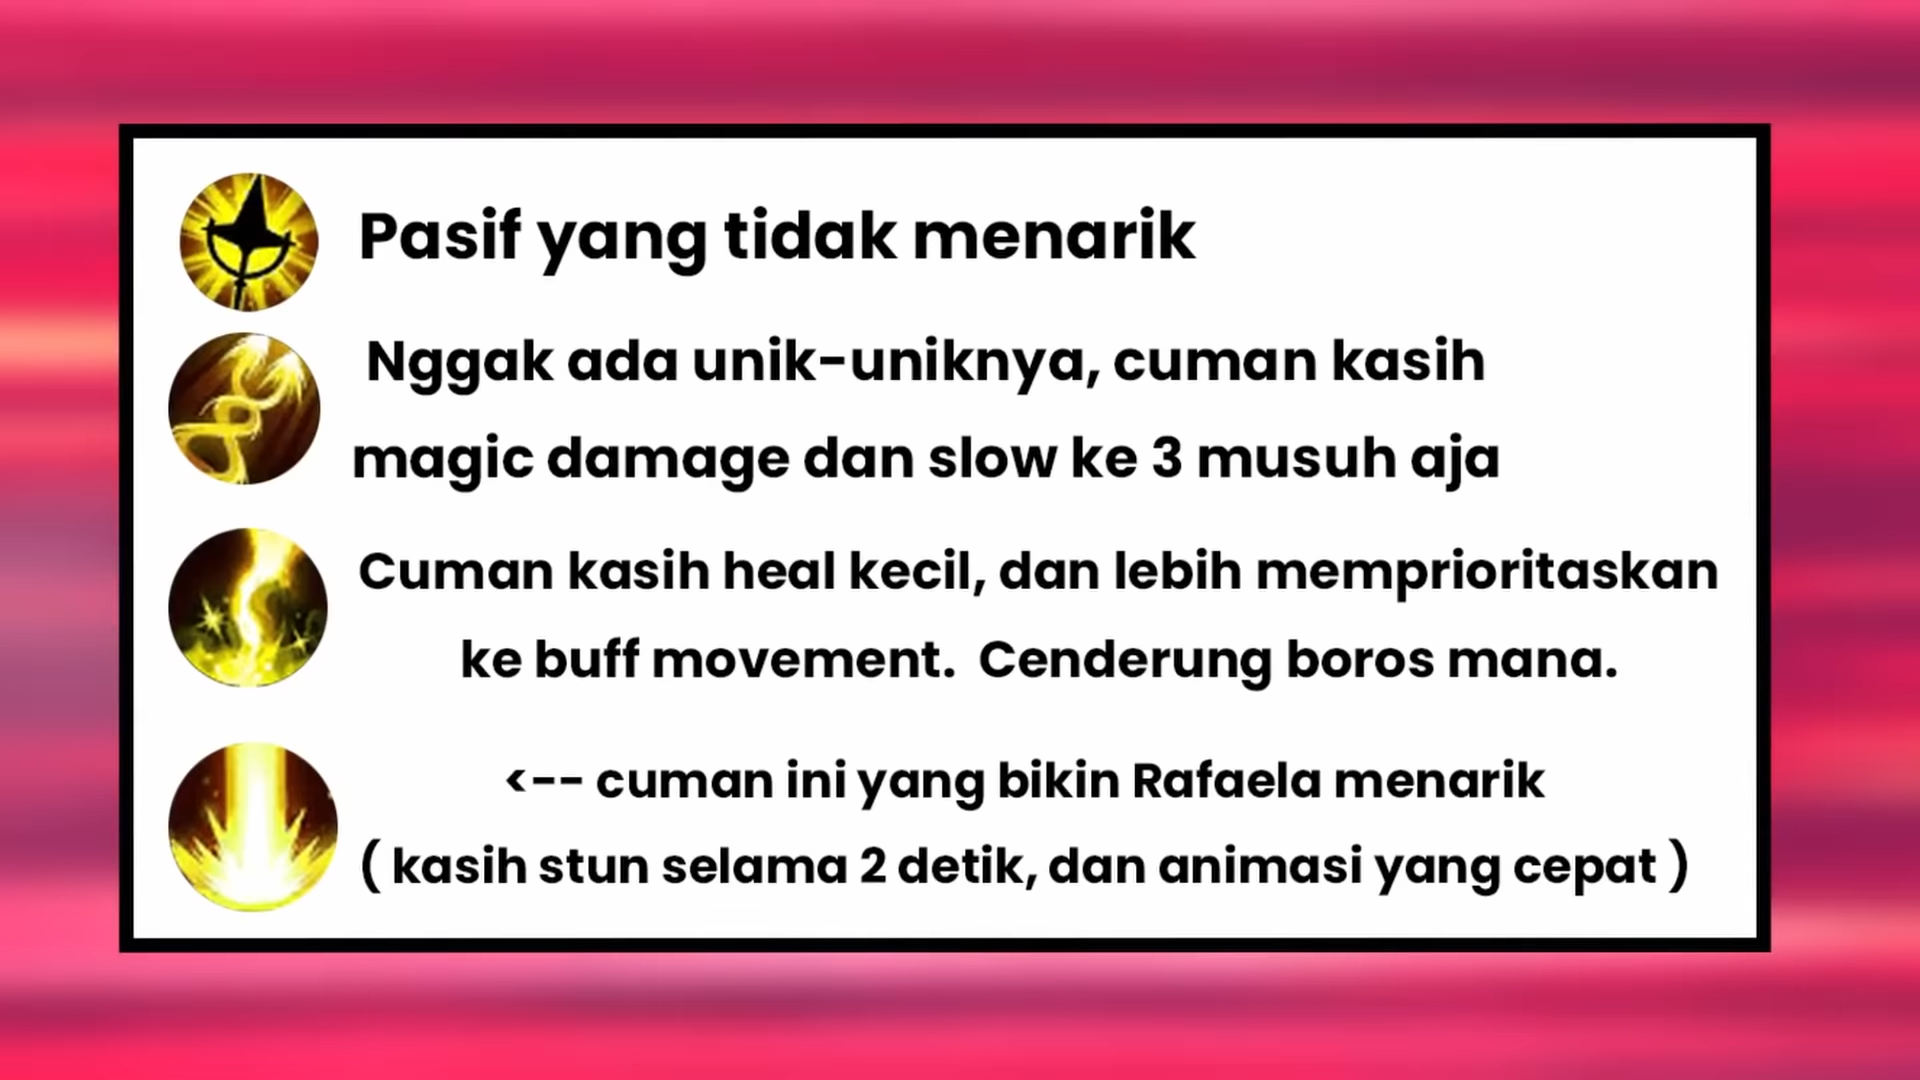 Pasif yang tidak menarik
Nggak ada unik-uniknya, cuman kasih
magic damage dan slow ke 3 musuh aja
Cuman kasih heal kecil, dan lebih memprioritaskan
ke buff movement. Cenderung boros mana.
<-- cuman ini yang bikin Rafaela menarik
( kasih stun selama 2 detik, dan animasi yang cepat )